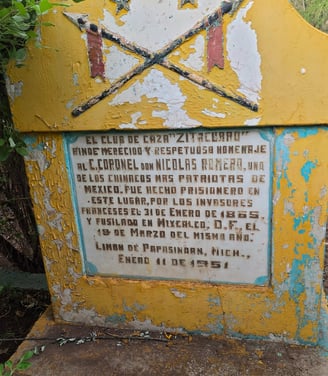 EL CLUB DE CAZA "ZITACUARO"
RINDE MERECIDO Y RESPETUOSO HOMENAJE
AL C. CORONEL DON NICOLAS ROMERO, UNO
DE LOS CHINACOS MAS PATRIOTAS DE
MEXICO. FUE HECHO PRISIONERO EN
ESTE LUGAR, POR LOS INVASORES
FRANCESES EL 31 DE ENERO DE 1865.
Y FUSILADO EN MIXCALCO, D.F., EL
18 DE MARZO DEL MISMO AÑO.
LIMON DE PAPASINDAN, MICH.,
ENERO 11 DE 1951